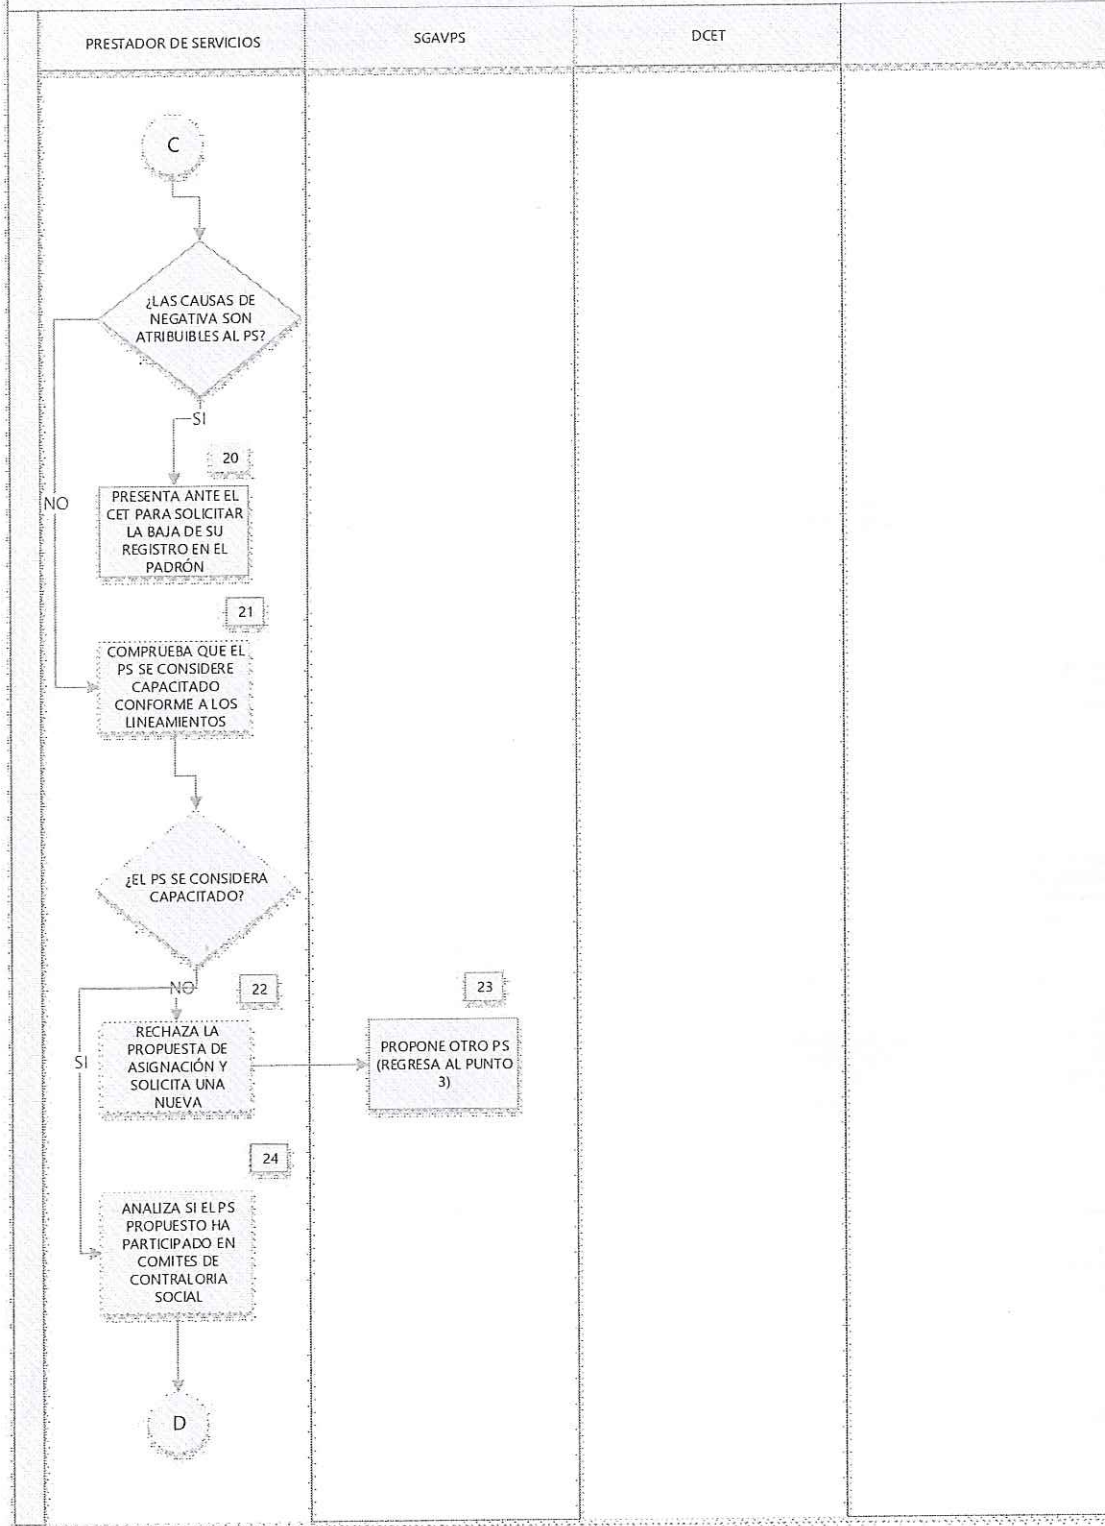 PRESTADOR DE SERVICIOS
SGAVPS
DCET
C
¿LAS CAUSAS DE
NEGATIVA SON
ATRIBUIBLES AL PS?
SI
20
NO
PRESENTA ANTE EL
CET PARA SOLICITAR
LA BAJA DE SU
REGISTRO EN EL
PADRÓN
21
COMPRUEBA QUE EL
PS SE CONSIDERE
CAPACITADO
CONFORME A LOS
LINEAMIENTOS
¿EL PS SE CONSIDERA
CAPACITADO?
NO
22
23
SI
RECHAZA LA
PROPUESTA DE
ASIGNACIÓN Y
SOLICITA UNA
NUEVA
PROPONE OTRO PS
(REGRESA AL PUNTO
3)
24
ANALIZA SI EL PS
PROPUESTO HA
PARTICIPADO EN
COMITES DE
CONTRALORIA
SOCIAL
D